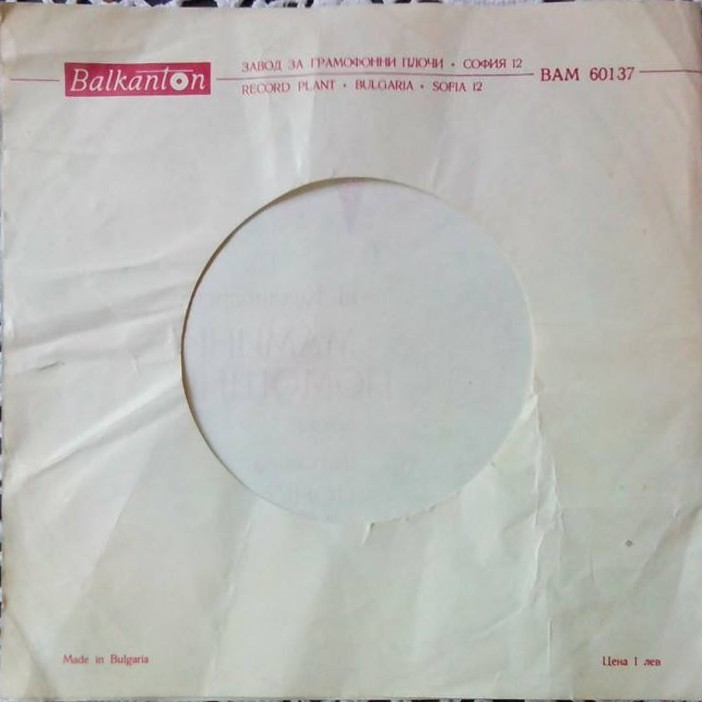 Balkanton
ЗАВОД ЗА ГРАМОФОННИ ПЛОЧИ • СОФИЯ 12
RECORD PLANT • BULGARIA • SOFIA 12
BAM 60137
Made in Bulgaria
Цена 1 лев